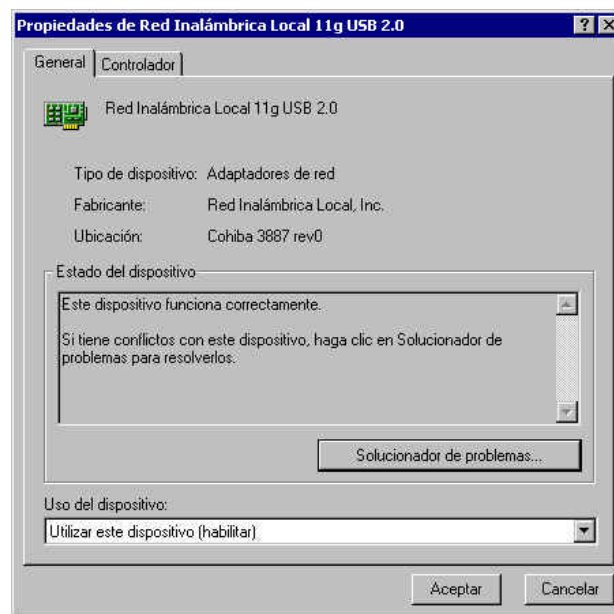 Propiedades de Red Inalámbrica Local 11g USB 2.0
General Controlador
Red Inalámbrica Local 11g USB 2.0
Tipo de dispositivo: Adaptadores de red
Fabricante: Red Inalámbrica Local, Inc.
Ubicación: Cohiba 3887 rev0
Estado del dispositivo
Este dispositivo funciona correctamente.
Si tiene conflictos con este dispositivo, haga clic en Solucionador de
problemas para resolverlos.
Solucionador de problemas...
Uso del dispositivo:
Utilizar este dispositivo (habilitar)
Aceptar Cancelar